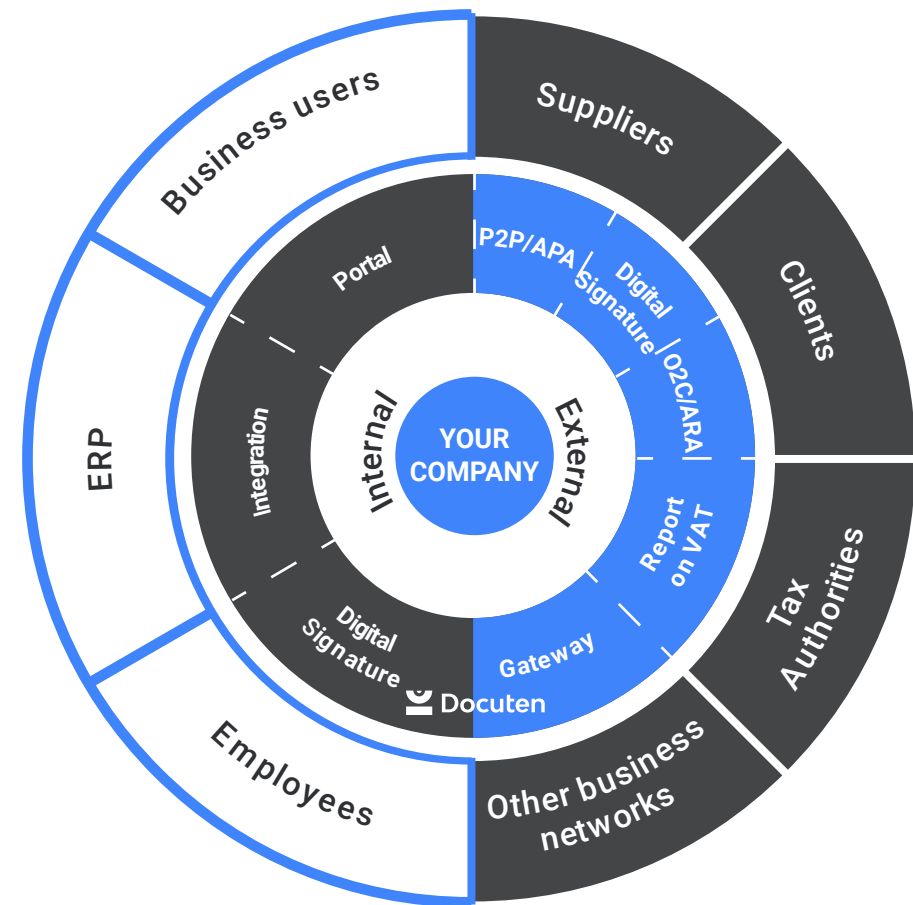 Business users
Suppliers
Portal
P2P/APA
Digital
Signature
Clients
O2C/ARA
ERP
Integration
Internal
YOUR
COMPANY
External
Report
on VAT
Tax
Authorities
Digital
Signature
Gateway
Docuten
Employees
Other business
networks